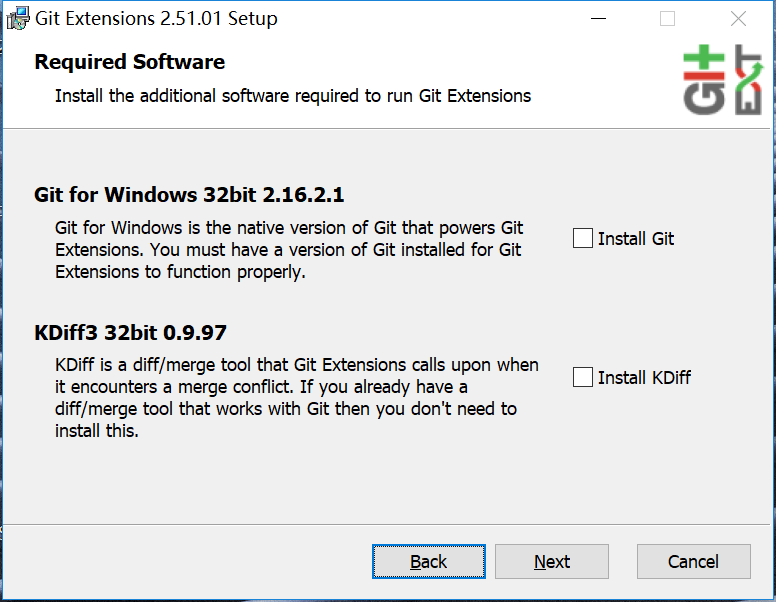 Git Extensions 2.51.01 Setup
Required Software
Install the additional software required to run Git Extensions
Git EXT
Git for Windows 32bit 2.16.2.1
Git for Windows is the native version of Git that powers Git
Extensions. You must have a version of Git installed for Git
Extensions to function properly.
Install Git
KDiff3 32bit 0.9.97
KDiff is a diff/merge tool that Git Extensions calls upon when
it encounters a merge conflict. If you already have a
diff/merge tool that works with Git then you don't need to
install this.
Install KDiff
Back Next Cancel